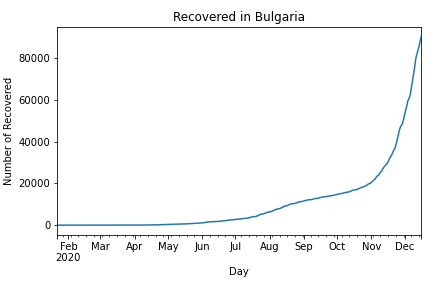 Recovered in Bulgaria
Number of Recovered
80000
60000
40000
20000
0
Feb Mar Apr May Jun Jul Aug Sep Oct Nov Dec
2020
Day